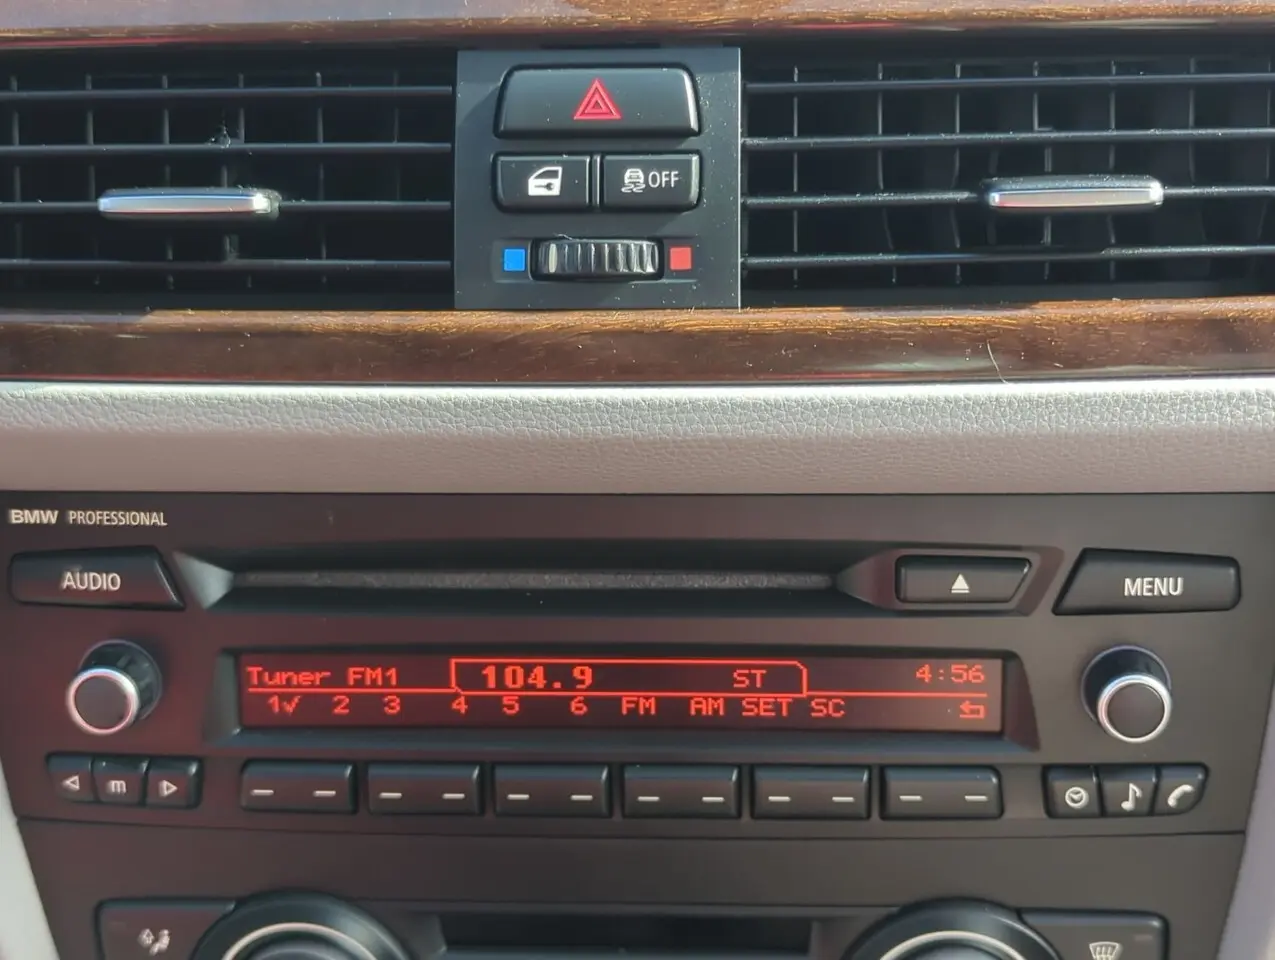 OFF
BMW PROFESSIONAL
AUDIO
MENU
Tuner FM1 104.9 ST 4:56
1✓ 2 3 4 5 6 FM AM SET SC
m